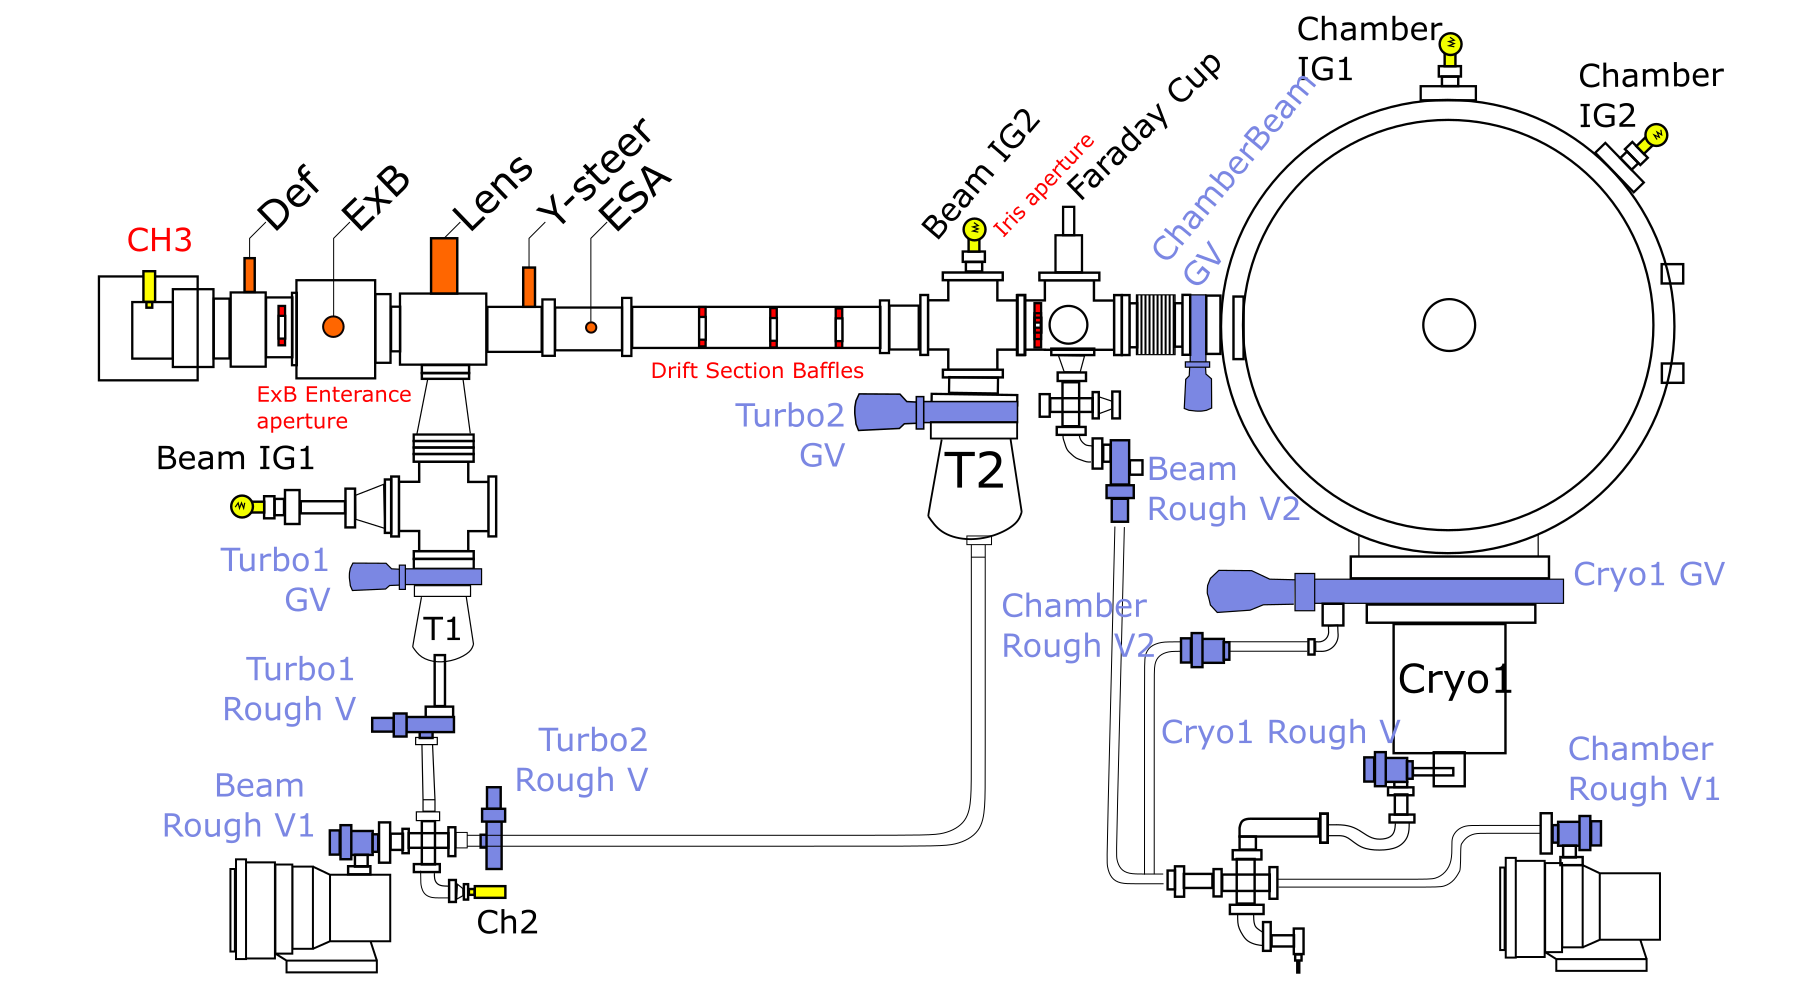 Chamber
IG1
Chamber
IG2
Faraday Cup
Iris aperture
Beam IG2
ChamberBeam
GV
Def
ExB
Lens
Y-steer
ESA
CH3
Drift Section Baffles
ExB Enterance
aperture
Turbo2
GV
T2
Beam IG1
Beam
Rough V2
Turbo1
GV
Cryo1 GV
Chamber
Rough V2
T1
Turbo1
Rough V
Cryo1
Turbo2
Rough V
Cryo1 Rough V
Chamber
Rough V1
Beam
Rough V1
Ch2